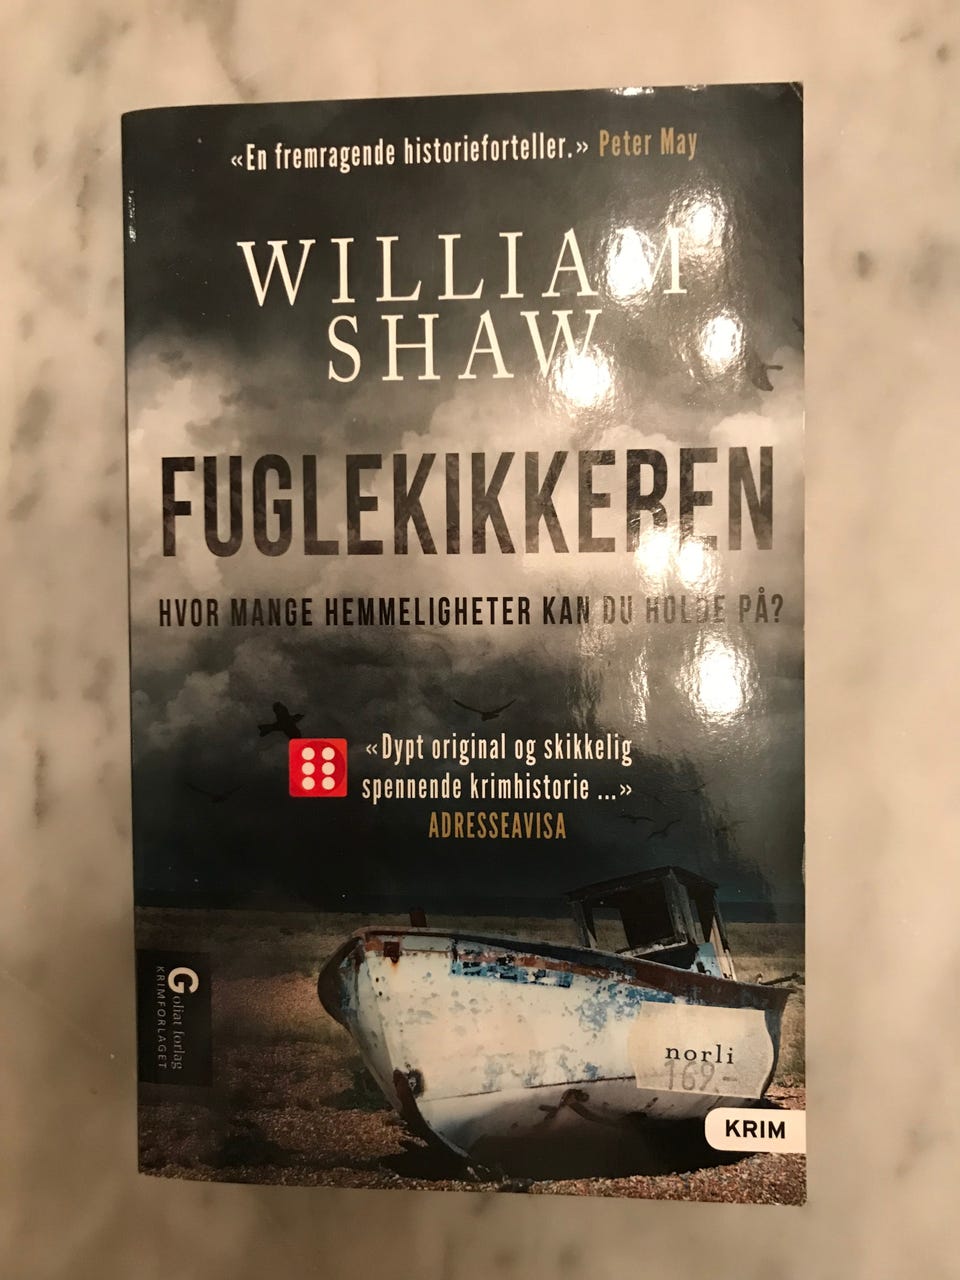 «En fremragende historieforteller.» Peter May
WILLIAM
SHAW
FUGLEKIKKEREN
HVOR MANGE HEMMELIGHETER KAN DU HOLDE PÅ?
«Dypt original og skikkelig
spennende krimhistorie ...»
ADRESSEAVISA
Goliat forlag
KRIMFORLAGET
norli
169.-
KRIM